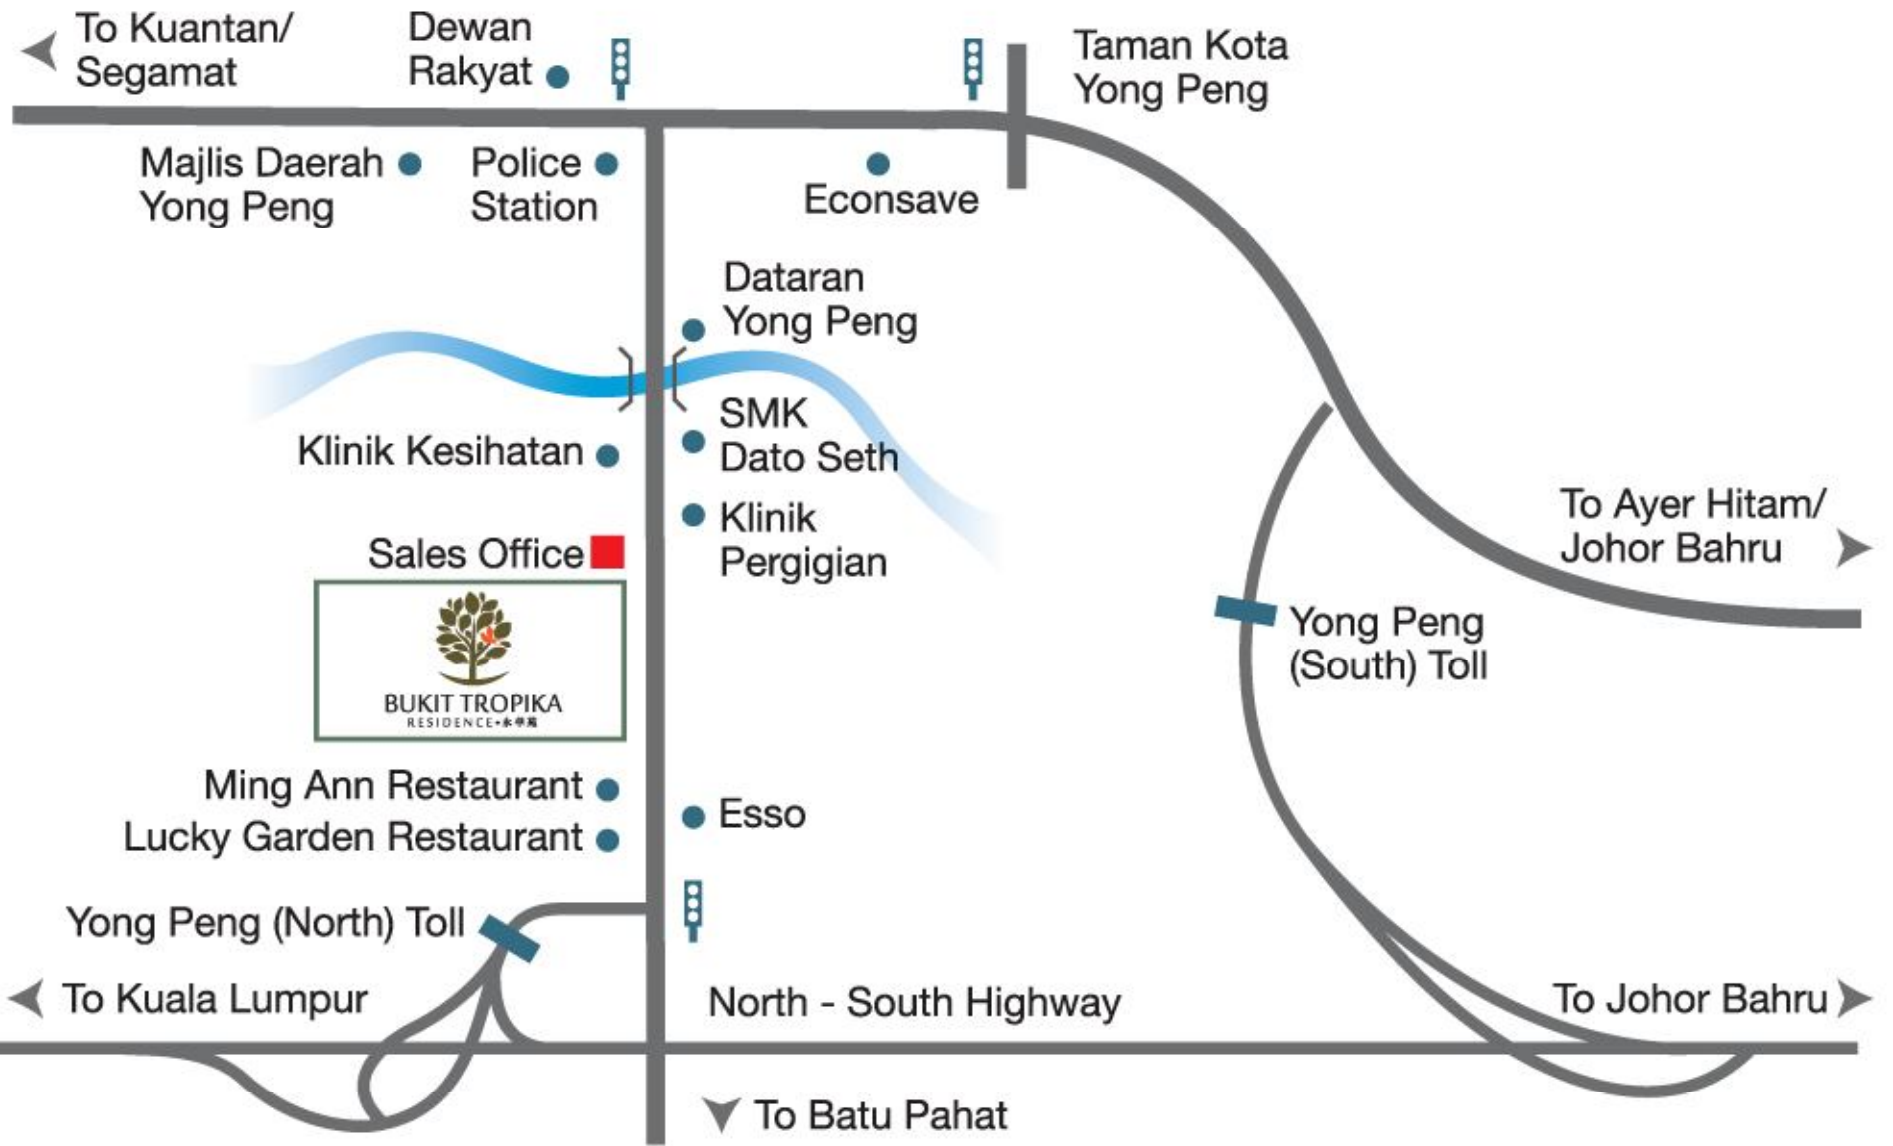 To Kuantan/
Segamat
Dewan
Rakyat
Taman Kota
Yong Peng
Majlis Daerah
Yong Peng
Police
Station
Econsave
Dataran
Yong Peng
SMK
Dato Seth
Klinik Kesihatan
Klinik
Pergigian
Sales Office
To Ayer Hitam/
Johor Bahru
Yong Peng
(South) Toll
BUKIT TROPIKA
RESIDENCE•永華苑
Ming Ann Restaurant
Esso
Lucky Garden Restaurant
Yong Peng (North) Toll
To Kuala Lumpur
North - South Highway
To Johor Bahru
To Batu Pahat